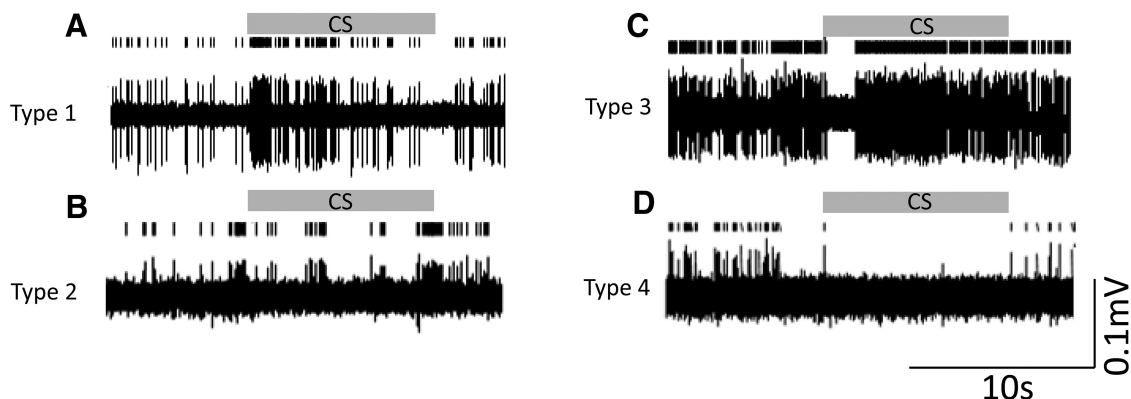 A
CS
Type 1
B
CS
Type 2
C
CS
Type 3
D
CS
Type 4
0.1mV
10s